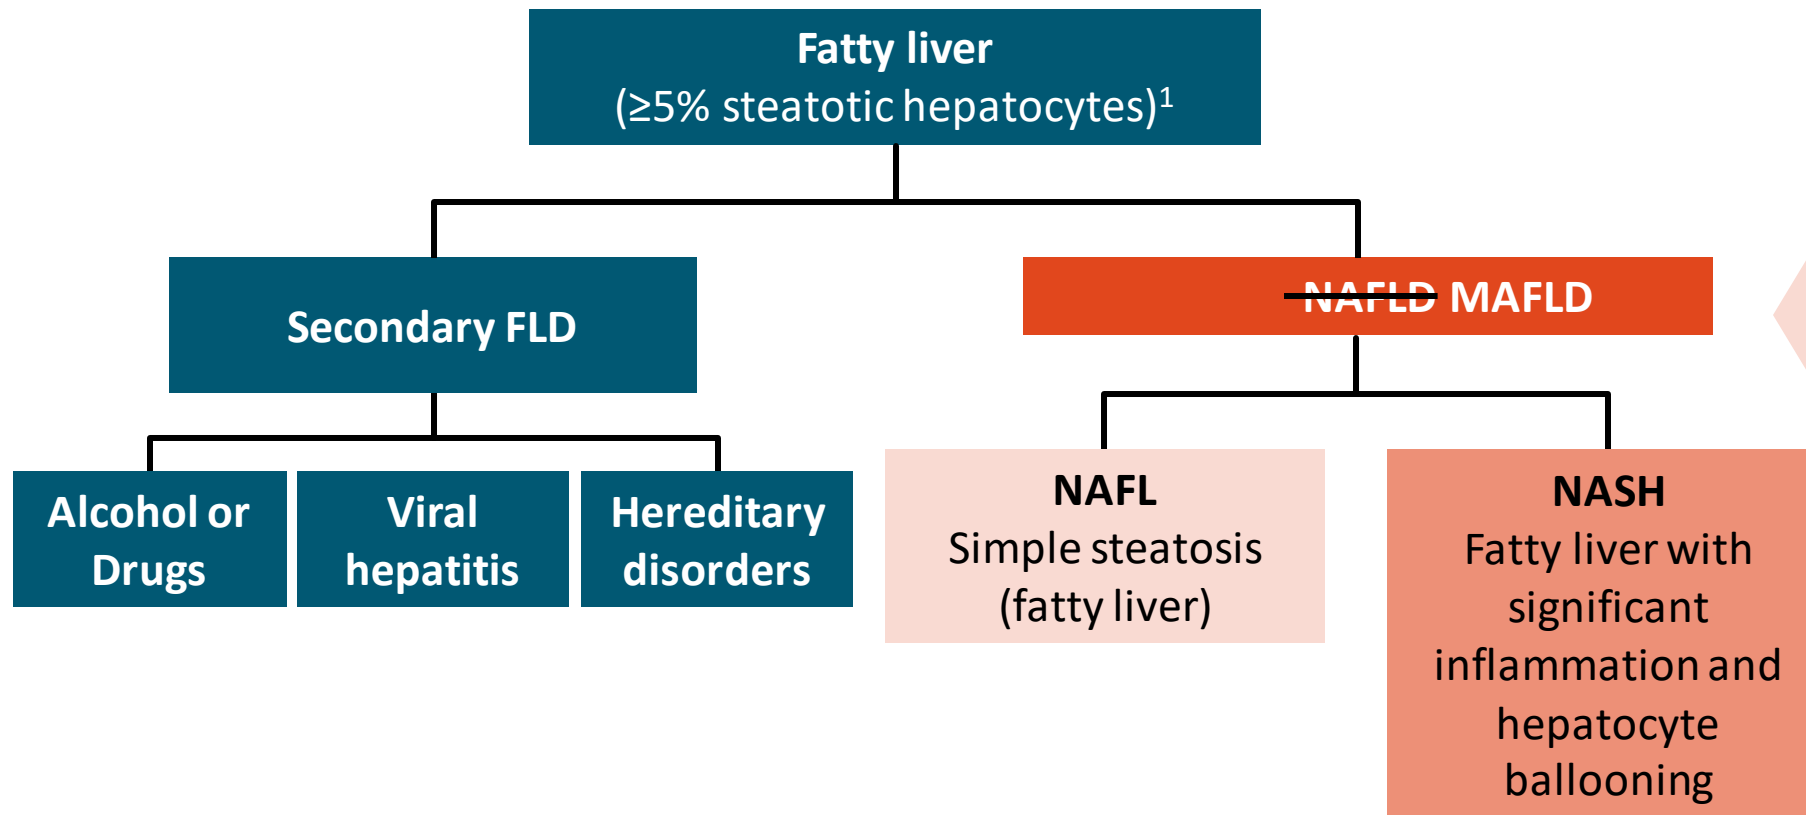 Fatty liver
(≥5% steatotic hepatocytes)¹
Secondary FLD
NAFLD MAFLD
Alcohol or
Drugs
Viral
hepatitis
Hereditary
disorders
NAFL
Simple steatosis
(fatty liver)
NASH
Fatty liver with
significant
inflammation and
hepatocyte
ballooning